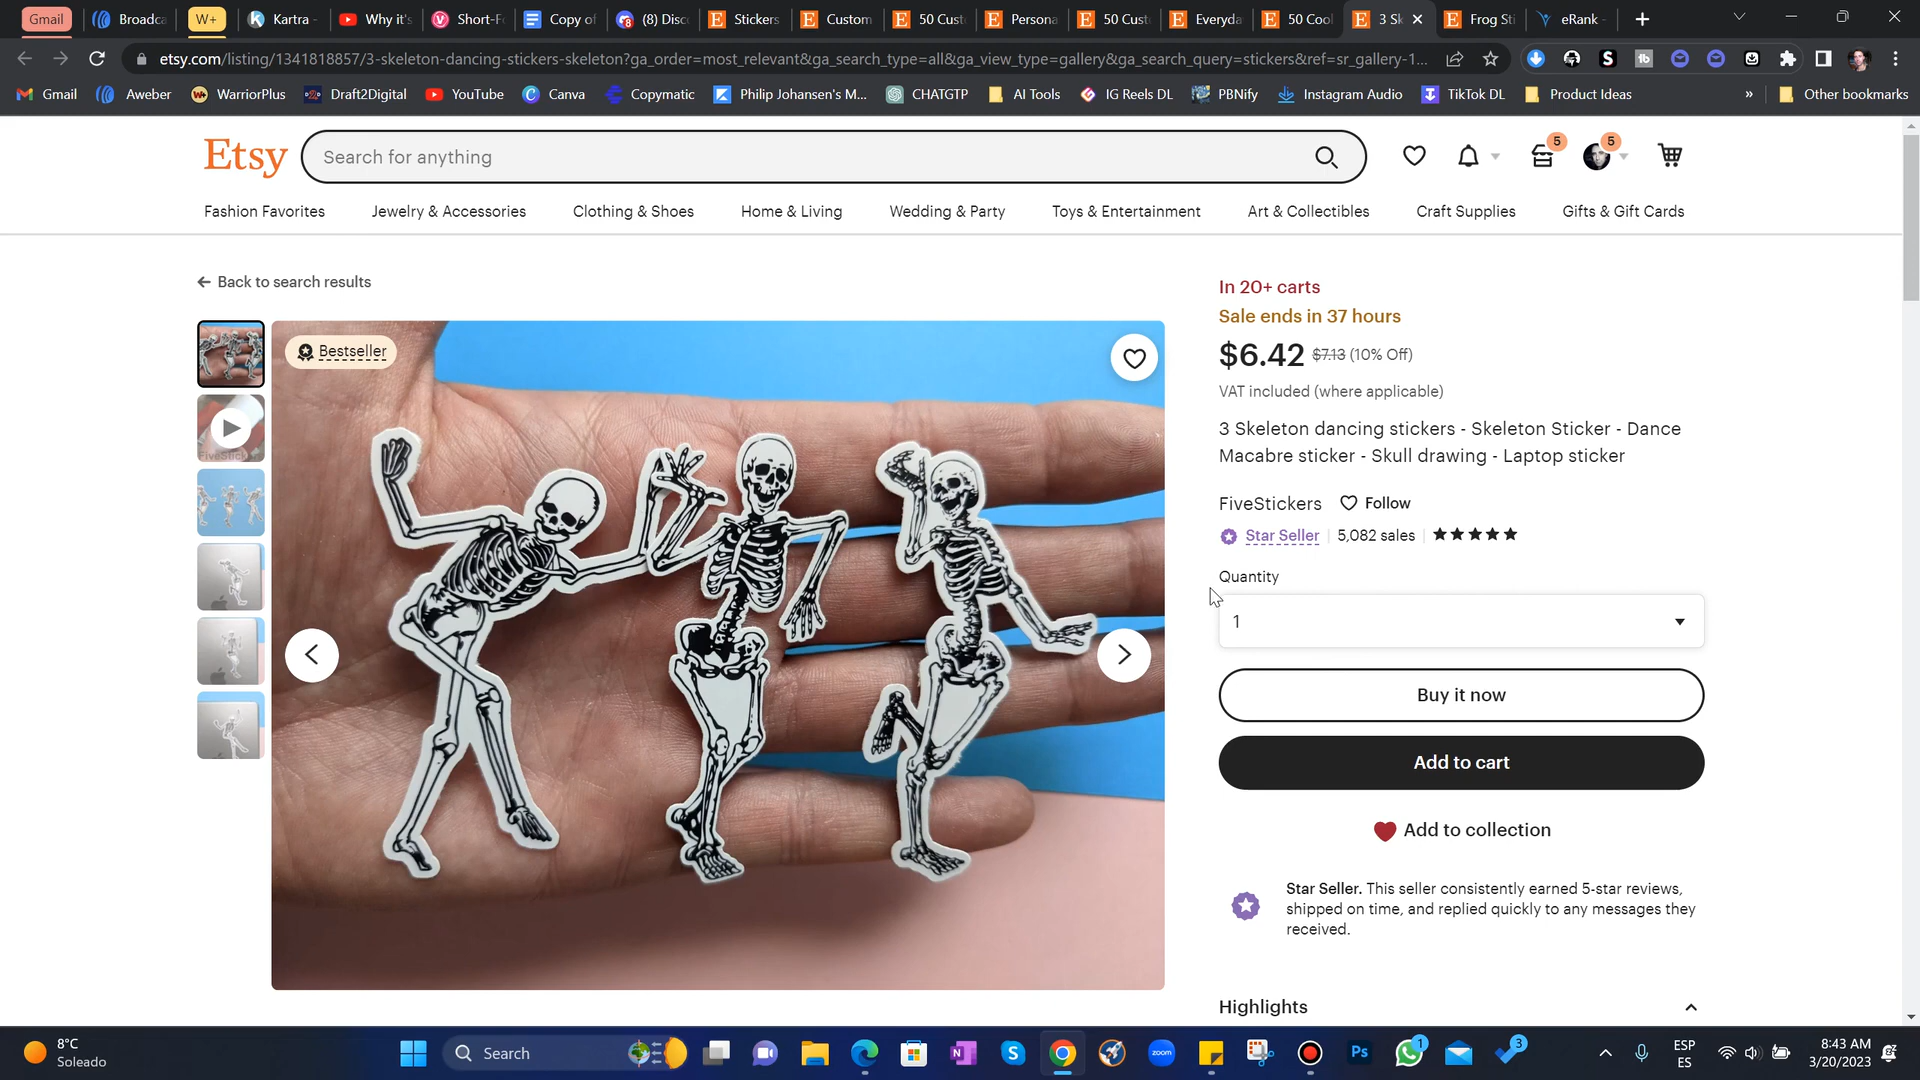 Gmail
Broadca
W+
Kartra -
Why it's
Short-F
Copy of
(8) Disc
Stickers
Custom
50 Cust
Persona
50 Cust
Everyda
50 Cool
3 Sk
Frog Sti
eRank -
etsy.com/listing/1341818857/3-skeleton-dancing-stickers-skeleton?ga_order=most_relevant&ga_search_type=all&ga_view_type=gallery&ga_search_query=stickers&ref=sr_gallery-1...
Gmail
Aweber
WarriorPlus
Draft2Digital
YouTube
Canva
Copymatic
Philip Johansen's M...
CHATGTP
AI Tools
IG Reels DL
PBNify
Instagram Audio
TikTok DL
Product Ideas
»
Other bookmarks
Etsy
Search for anything
5
5
Fashion Favorites
Jewelry & Accessories
Clothing & Shoes
Home & Living
Wedding & Party
Toys & Entertainment
Art & Collectibles
Craft Supplies
Gifts & Gift Cards
Back to search results
Bestseller
In 20+ carts
Sale ends in 37 hours
$6.42 $7.13 (10% Off)
VAT included (where applicable)
3 Skeleton dancing stickers - Skeleton Sticker - Dance
Macabre sticker - Skull drawing - Laptop sticker
FiveStickers Follow
Star Seller 5,082 sales
Quantity
1
Buy it now
Add to cart
Add to collection
Star Seller. This seller consistently earned 5-star reviews,
shipped on time, and replied quickly to any messages they
received.
Highlights
8°C
Soleado
Search
zoom
Ps
1
3
ESP
ES
8:43 AM
3/20/2023